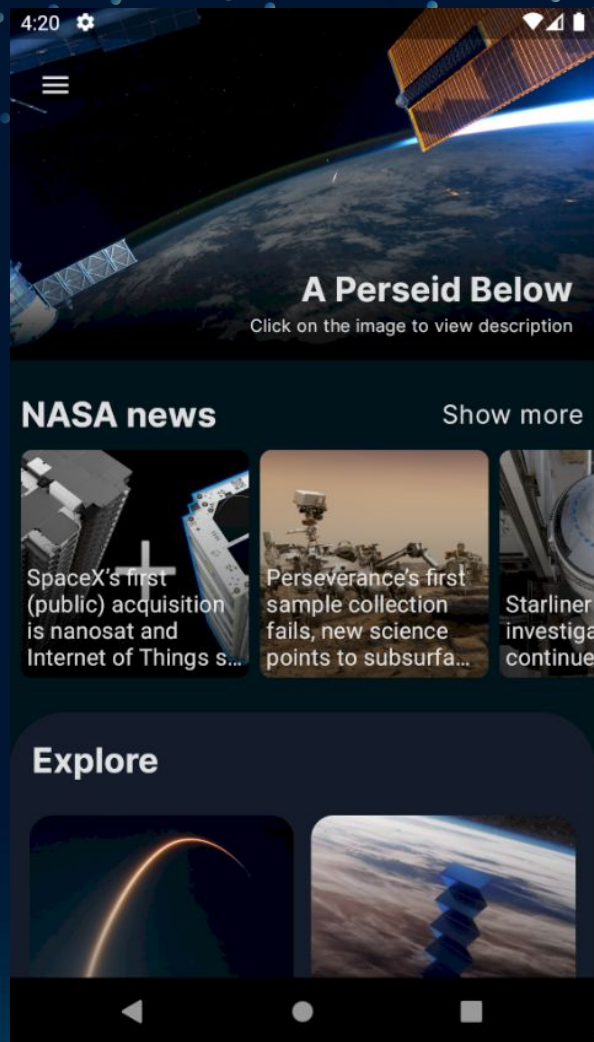 4:20
A Perseid Below
Click on the image to view description
NASA news
Show more
SpaceX's first
(public) acquisition
is nanosat and
Internet of Things s...
Perseverance's first
sample collection
fails, new science
points to subsurfa...
Starliner
investiga
continue
Explore